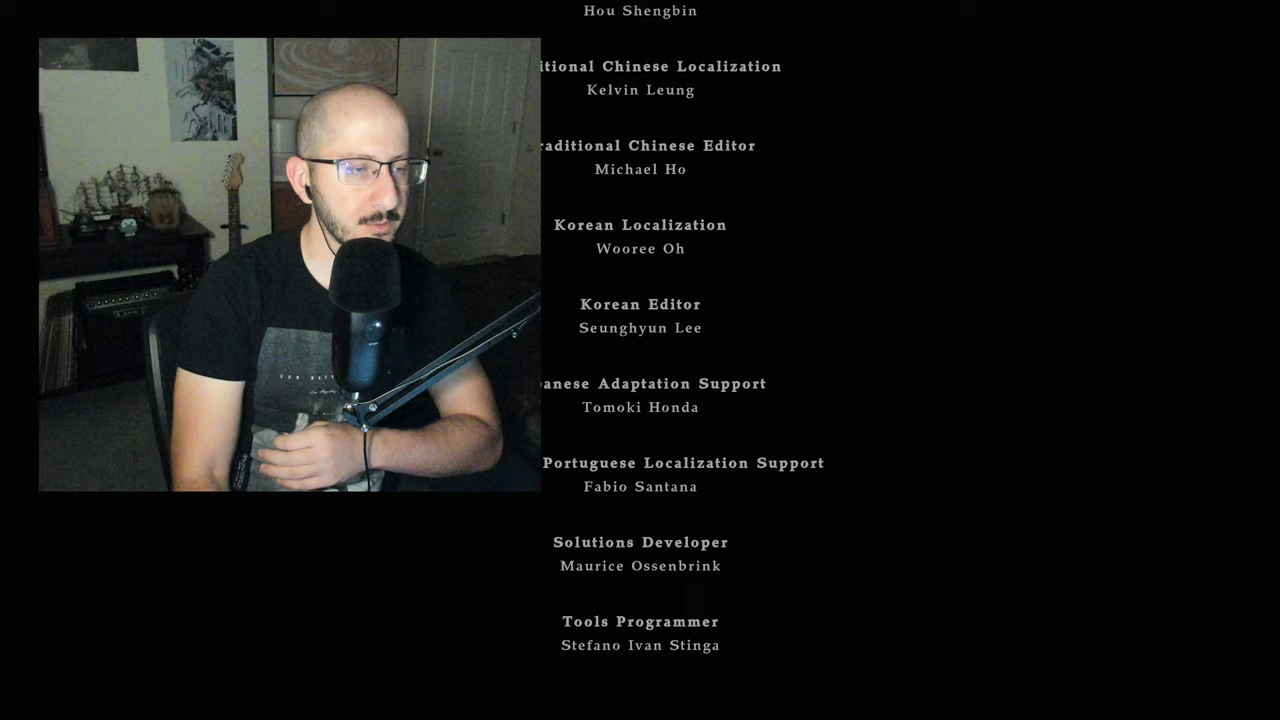 Hou Shengbin
itional Chinese Localization
Kelvin Leung
raditional Chinese Editor
Michael Ho
Korean Localization
Wooree Oh
Korean Editor
Seunghyun Lee
anese Adaptation Support
Tomoki Honda
Portuguese Localization Support
Fabio Santana
Solutions Developer
Maurice Ossenbrink
Tools Programmer
Stefano Ivan Stinga